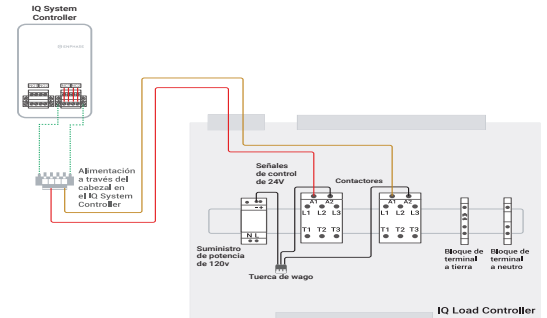 IQ System
Controller
ENPHASE
Alimentación
a través del
cabezal en
el IQ System
Controller
Señales
de control
de 24V
Contactores
A1 A2
L1 L2 L3
T1 T2 T3
A1 A2
L1 L2 L3
T1 T2 T3
- +
N L
Suministro
de potencia
de 120v
Tuerca de wago
Bloque de
terminal
a tierra
Bloque de
terminal
a neutro
IQ Load Controller